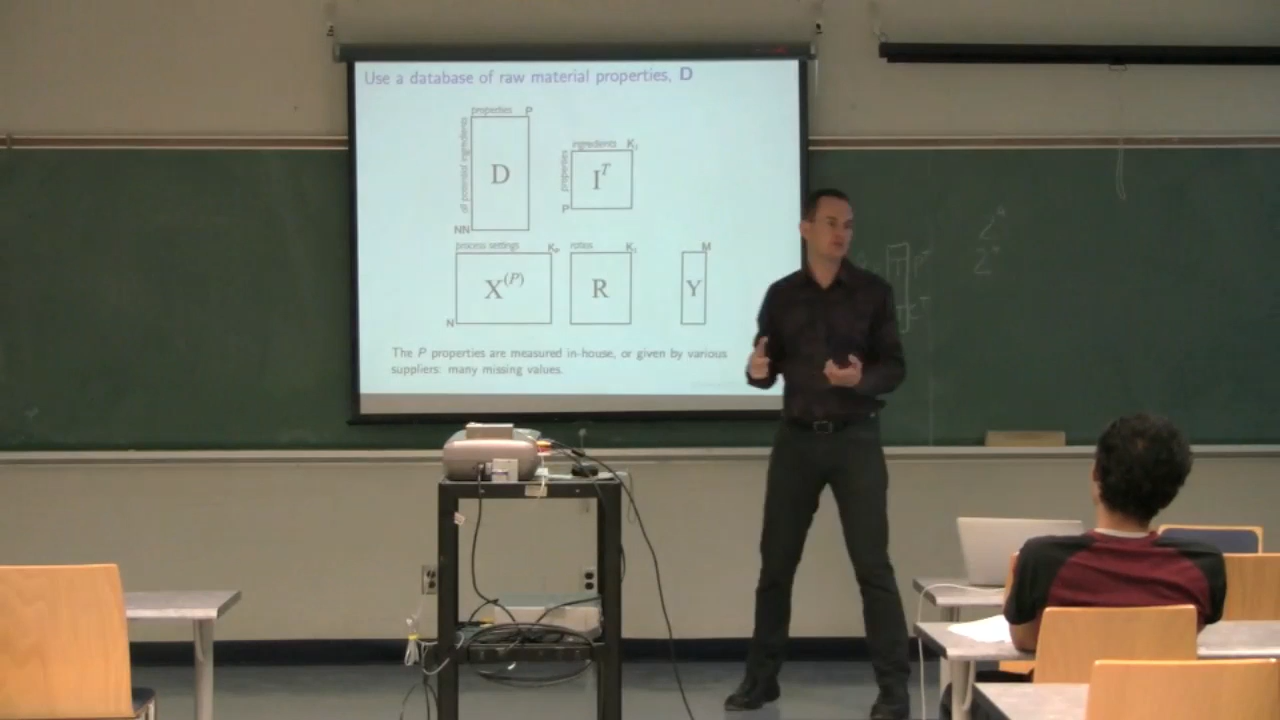 Use a database of raw material properties, D
properties P
all potential ingredients
D
NN
ingredients K₁
properties
Iᵀ
P
process settings Kₚ
X⁽ᴾ⁾
N
ratios K₁
R
M
Y
The P properties are measured in-house, or given by various
suppliers: many missing values.